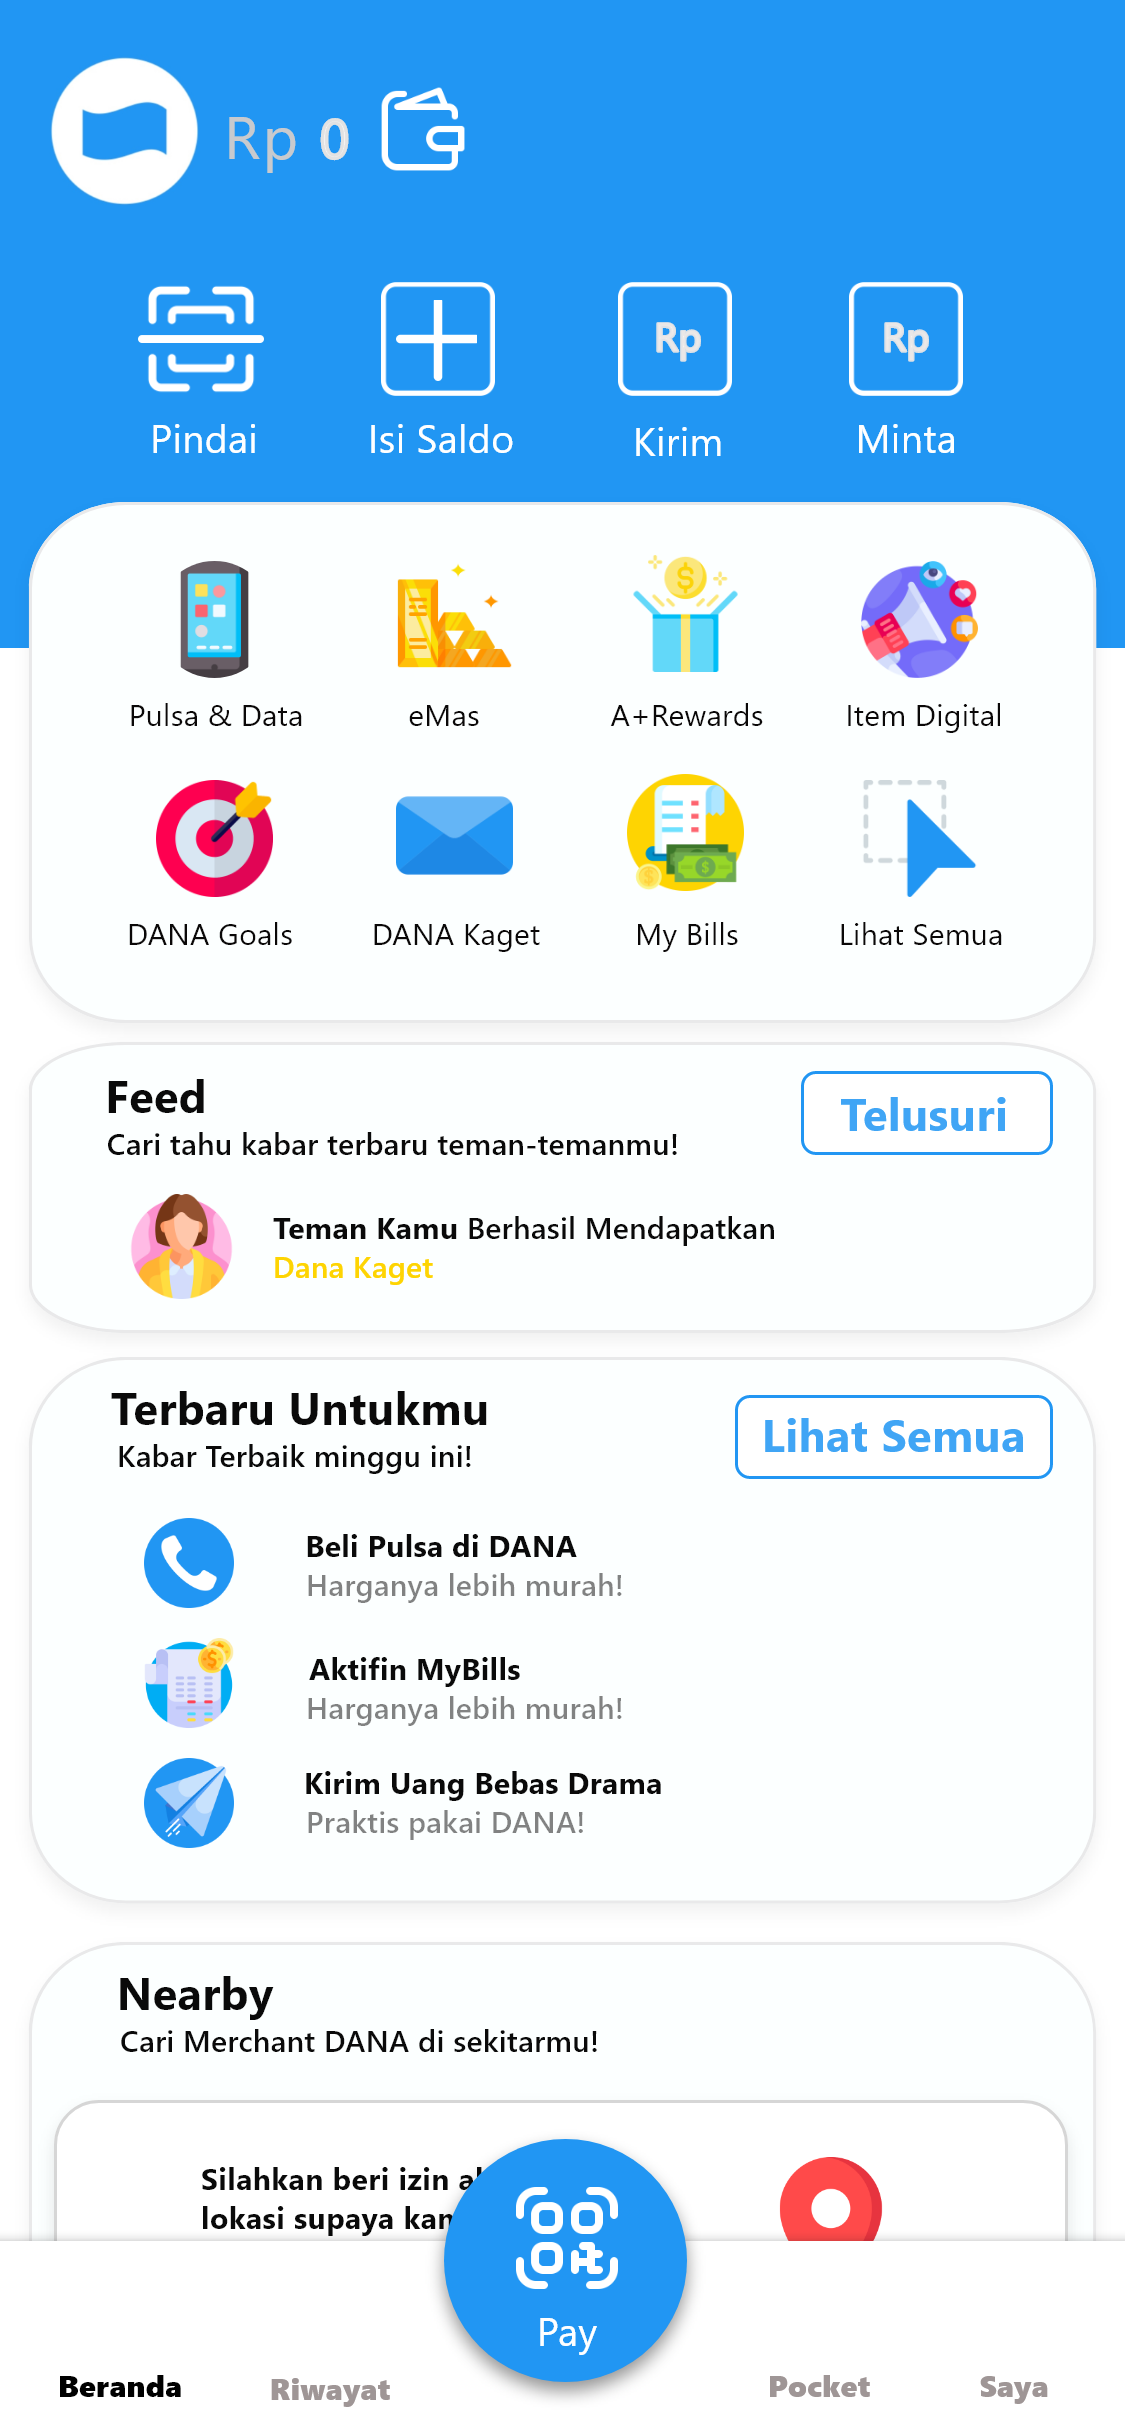 Rp 0
Pindai
Isi Saldo
Rp
Kirim
Rp
Minta
Pulsa & Data
eMas
A+Rewards
Item Digital
DANA Goals
DANA Kaget
My Bills
Lihat Semua
Feed
Cari tahu kabar terbaru teman-temanmu!
Telusuri
Teman Kamu Berhasil Mendapatkan
Dana Kaget
Terbaru Untukmu
Kabar Terbaik minggu ini!
Lihat Semua
Beli Pulsa di DANA
Harganya lebih murah!
Aktifin MyBills
Harganya lebih murah!
Kirim Uang Bebas Drama
Praktis pakai DANA!
Nearby
Cari Merchant DANA di sekitarmu!
Silahkan beri izin
lokasi supaya
Pay
Beranda
Riwayat
Pocket
Saya